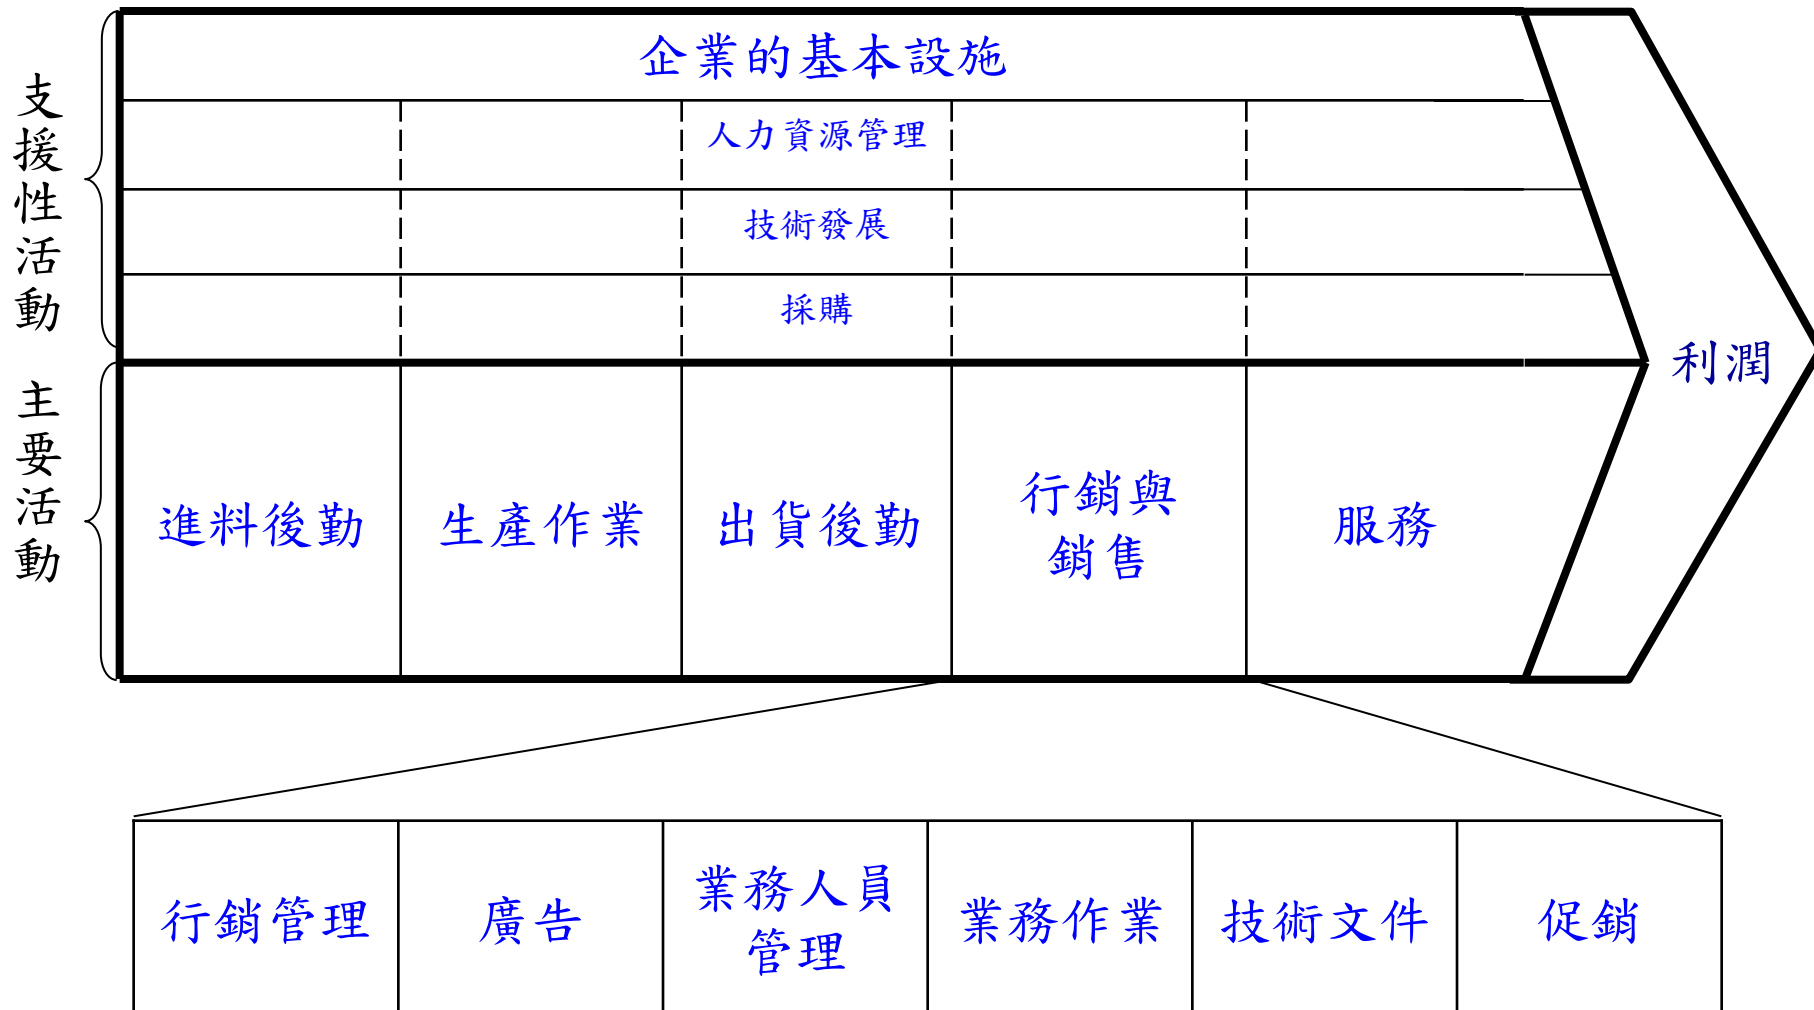 支援性活動
企業的基本設施
人力資源管理
技術發展
採購
利潤
主要活動
進料後勤
生產作業
出貨後勤
行銷與
銷售
服務
行銷管理
廣告
業務人員
管理
業務作業
技術文件
促銷